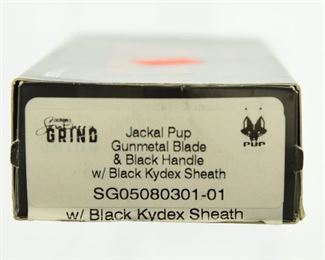 GRIND
PUP
Jackal Pup
Gunmetal Blade
& Black Handle
w/ Black Kydex Sheath
SG05080301-01
w/ Black Kydex Sheath